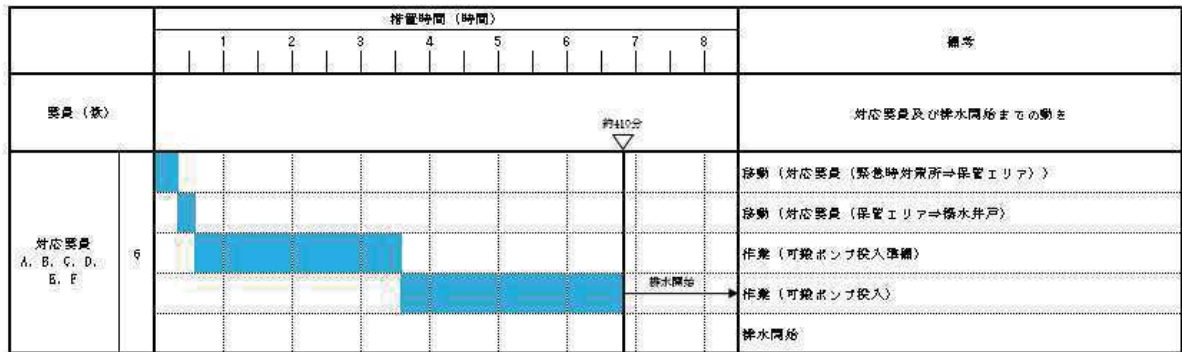 措置時間（時間）
備考
1 2 3 4 5 6 7 8
要員（数）
約410分
対応要員及び排水開始までの動き
対応要員
A, B, C, D,
E, F
6
移動（対応要員（緊急時対策所⇒保管エリア））
移動（対応要員（保管エリア⇒揚水井戸）
作業（可搬ポンプ投入準備）
排水開始
作業（可搬ポンプ投入）
排水開始